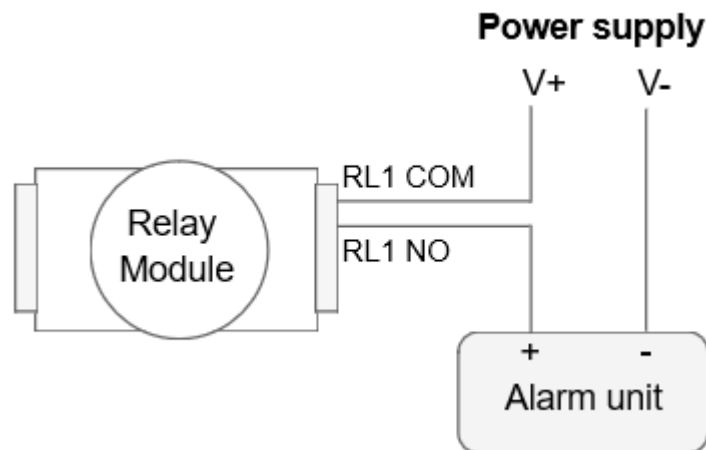 Power supply
V+ V-
RL1 COM
Relay
Module
RL1 NO
+ -
Alarm unit